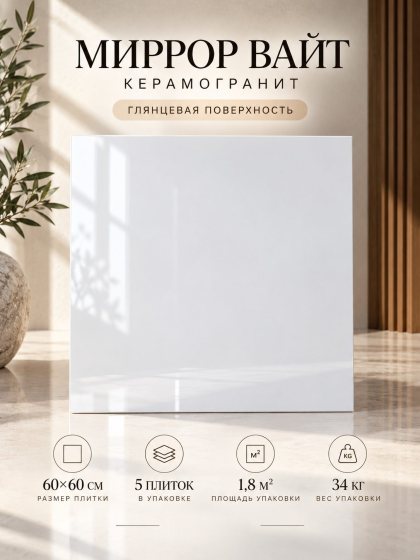 МИРРОР ВАЙТ
КЕРАМОГРАНИТ
ГЛЯНЦЕВАЯ ПОВЕРХНОСТЬ
М²
KG
60×60 СМ
5 ПЛИТОК
1,8 М²
34 КГ
РАЗМЕР ПЛИТКИ
В УПАКОВКЕ
ПЛОЩАДЬ УПАКОВКИ
ВЕС УПАКОВКИ